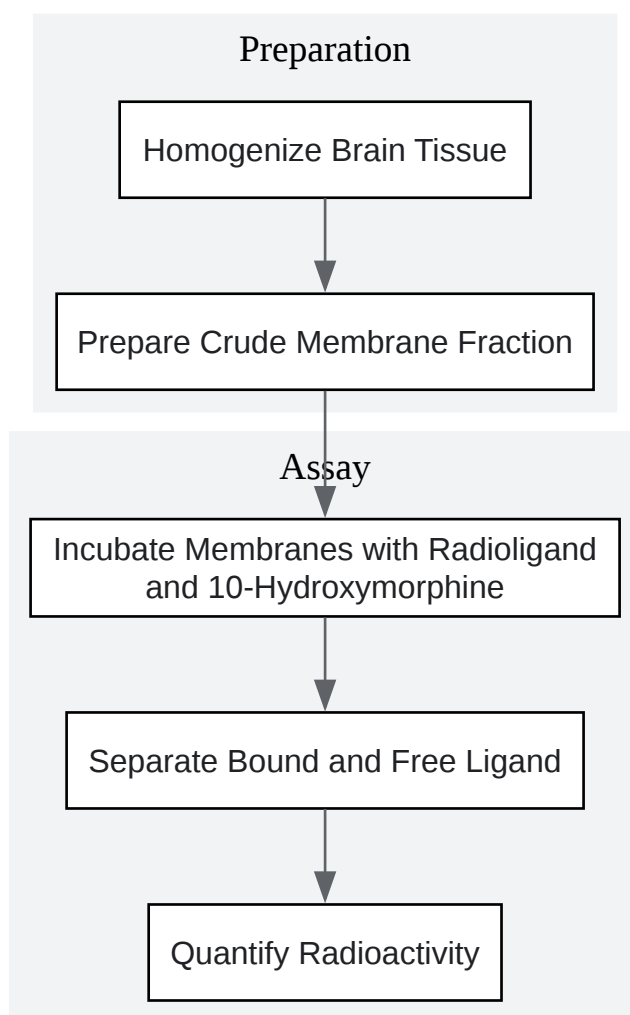 Preparation
Homogenize Brain Tissue
Prepare Crude Membrane Fraction
Assay
Incubate Membranes with Radioligand
and 10-Hydroxymorphine
Separate Bound and Free Ligand
Quantify Radioactivity